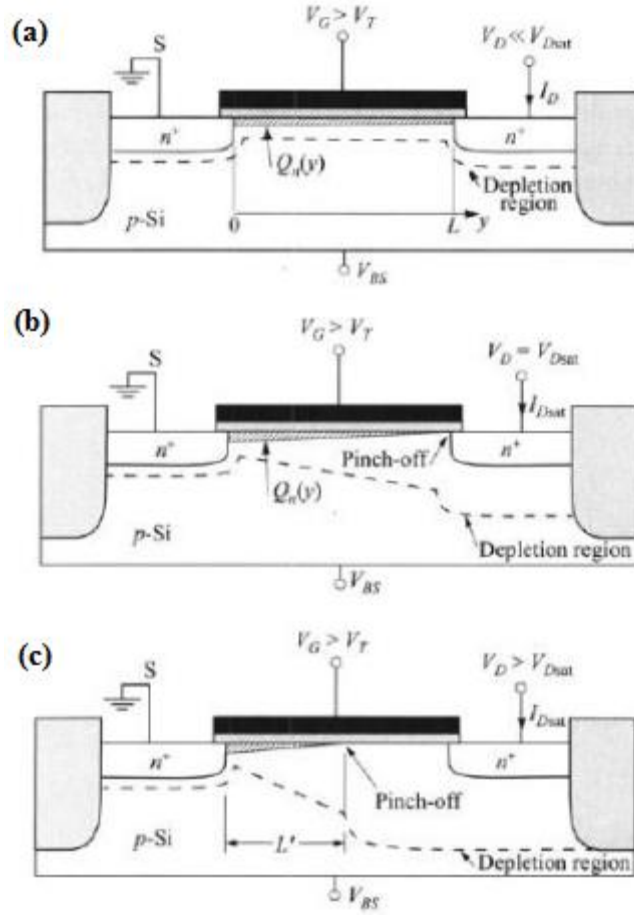 (a)
V_G > V_T
V_D ≪ V_Dsat
S
I_D
n⁺
n⁺
Q_n(y)
Depletion
region
p-Si
0
L
y
V_BS
(b)
V_G > V_T
V_D = V_Dsat
S
I_Dsat
n⁺
Pinch-off
n⁺
Q_n(y)
p-Si
Depletion region
V_BS
(c)
V_G > V_T
V_D > V_Dsat
S
I_Dsat
n⁺
n⁺
Pinch-off
p-Si
L'
Depletion region
V_BS